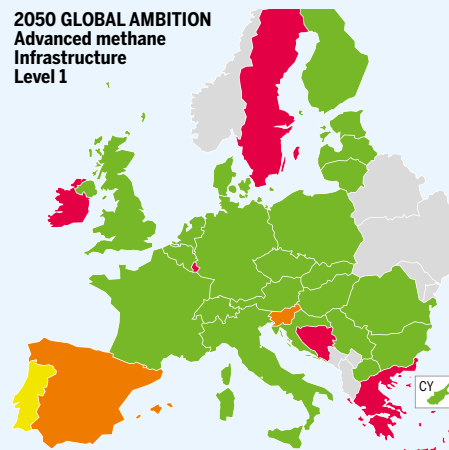 2050 GLOBAL AMBITION
Advanced methane
Infrastructure
Level 1
CY